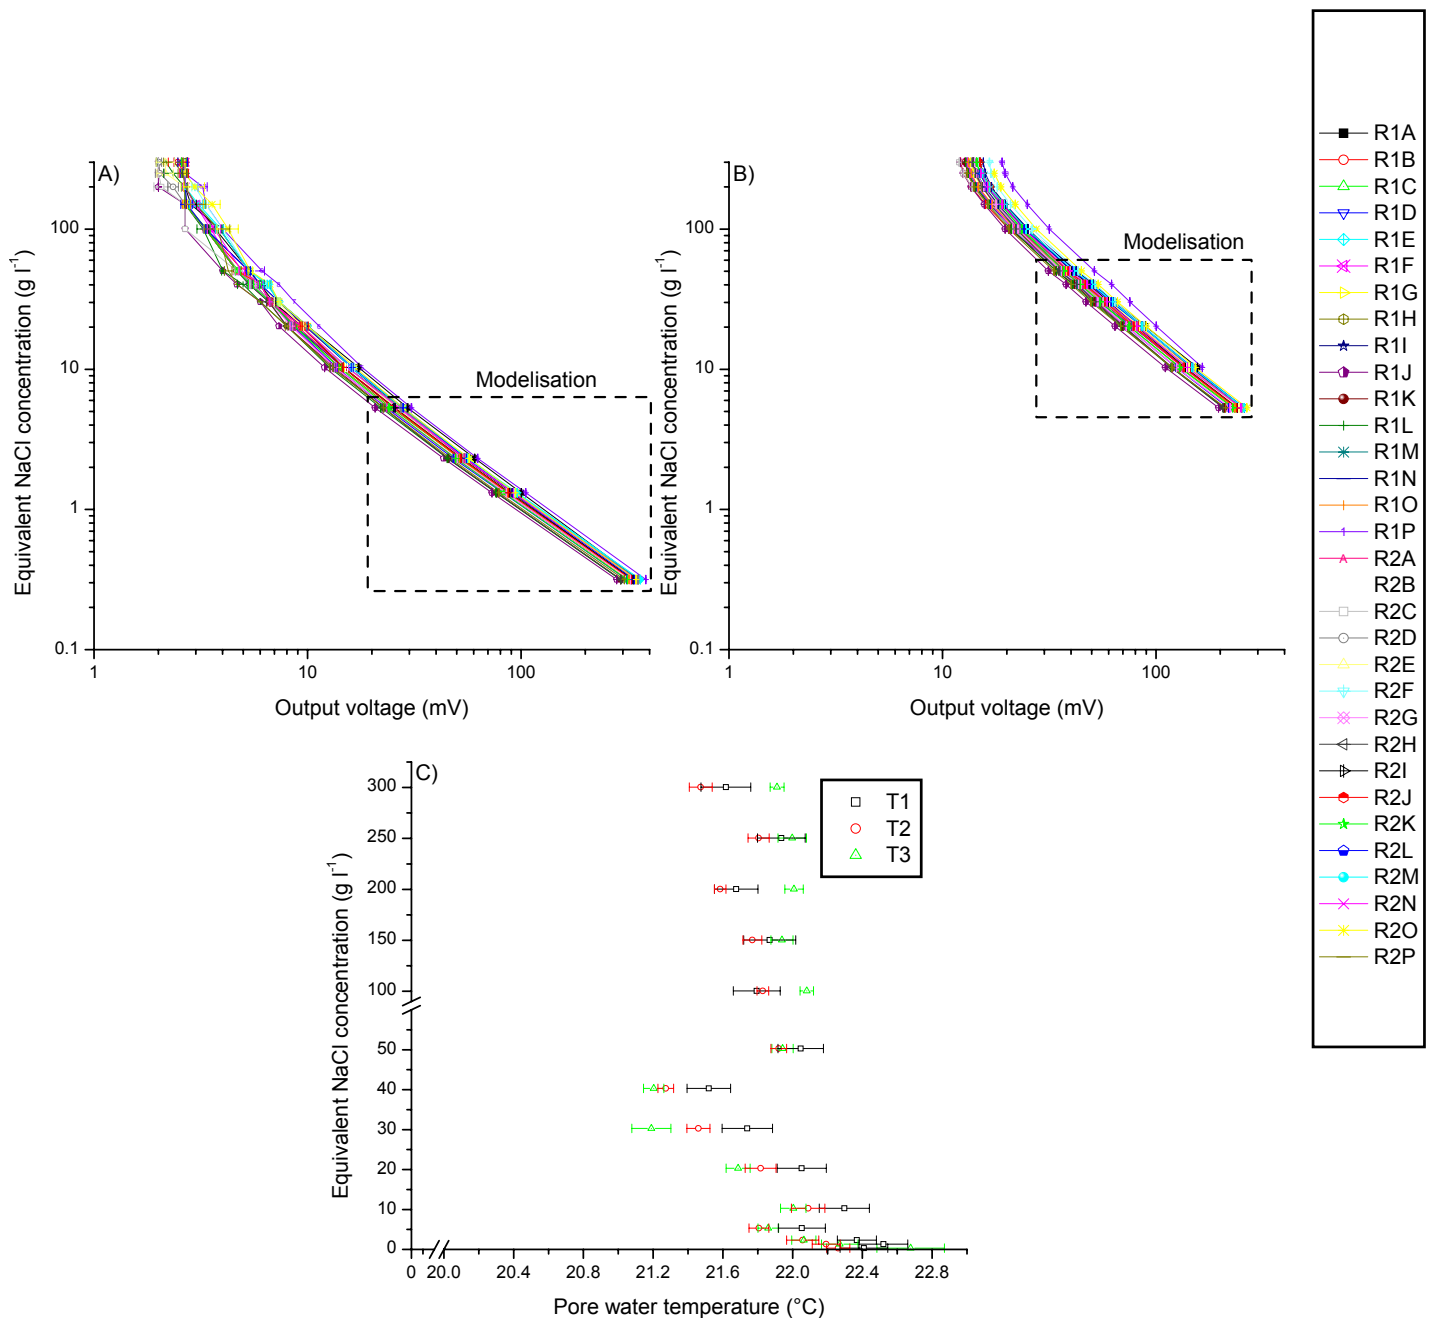 A)
Equivalent NaCl concentration (g l-1)
100
10
1
0.1
Modelisation
1
10
100
Output voltage (mV)
B)
Equivalent NaCl concentration (g l-1)
100
10
1
0.1
Modelisation
1
10
100
Output voltage (mV)
R1A
R1B
R1C
R1D
R1E
R1F
R1G
R1H
R1I
R1J
R1K
R1L
R1M
R1N
R1O
R1P
R2A
R2B
R2C
R2D
R2E
R2F
R2G
R2H
R2I
R2J
R2K
R2L
R2M
R2N
R2O
R2P
C)
Equivalent NaCl concentration (g l-1)
300
250
200
150
100
50
40
30
20
10
0
T1
T2
T3
0 20.0 20.4 20.8 21.2 21.6 22.0 22.4 22.8
Pore water temperature (°C)